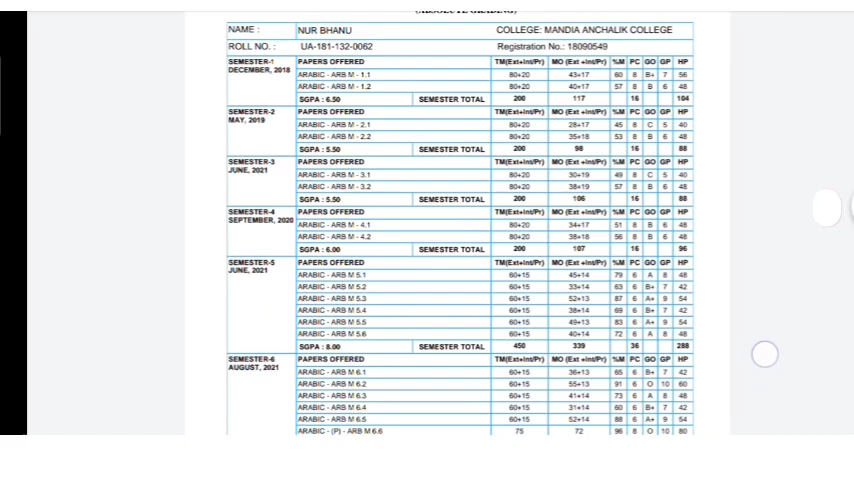 (ABSOLUTE GRADING)
NAME : NUR BHANU COLLEGE: MANDIA ANCHALIK COLLEGE
ROLL NO. : UA-181-132-0062 Registration No.: 18090549
SEMESTER-1 PAPERS OFFERED TM(Ext+Int/Pr) MO (Ext +Int/Pr) %M PC GO GP HP
DECEMBER, 2018
ARABIC - ARB M - 1.1 80+20 43+17 60 8 B+ 7 56
ARABIC - ARB M - 1.2 80+20 40+17 57 8 B 6 48
SGPA : 6.50 SEMESTER TOTAL 200 117 16 104
SEMESTER-2 PAPERS OFFERED TM(Ext+Int/Pr) MO (Ext +Int/Pr) %M PC GO GP HP
MAY, 2019
ARABIC - ARB M - 2.1 80+20 28+17 45 8 C 5 40
ARABIC - ARB M - 2.2 80+20 35+18 53 8 B 6 48
SGPA : 5.50 SEMESTER TOTAL 200 98 16 88
SEMESTER-3 PAPERS OFFERED TM(Ext+Int/Pr) MO (Ext +Int/Pr) %M PC GO GP HP
JUNE, 2021
ARABIC - ARB M - 3.1 80+20 30+19 49 8 C 5 40
ARABIC - ARB M - 3.2 80+20 38+19 57 8 B 6 48
SGPA : 5.50 SEMESTER TOTAL 200 106 16 88
SEMESTER-4 PAPERS OFFERED TM(Ext+Int/Pr) MO (Ext +Int/Pr) %M PC GO GP HP
SEPTEMBER, 2020
ARABIC - ARB M - 4.1 80+20 34+17 51 8 B 6 48
ARABIC - ARB M - 4.2 80+20 38+18 56 8 B 6 48
SGPA : 6.00 SEMESTER TOTAL 200 107 16 96
SEMESTER-5 PAPERS OFFERED TM(Ext+Int/Pr) MO (Ext +Int/Pr) %M PC GO GP HP
JUNE, 2021
ARABIC - ARB M 5.1 60+15 45+14 79 6 A 8 48
ARABIC - ARB M 5.2 60+15 33+14 63 6 B+ 7 42
ARABIC - ARB M 5.3 60+15 52+13 87 6 A+ 9 54
ARABIC - ARB M 5.4 60+15 38+14 69 6 B+ 7 42
ARABIC - ARB M 5.5 60+15 49+13 83 6 A+ 9 54
ARABIC - ARB M 5.6 60+15 40+14 72 6 A 8 48
SGPA : 8.00 SEMESTER TOTAL 450 339 36 288
SEMESTER-6 PAPERS OFFERED TM(Ext+Int/Pr) MO (Ext +Int/Pr) %M PC GO GP HP
AUGUST, 2021
ARABIC - ARB M 6.1 60+15 36+13 65 6 B+ 7 42
ARABIC - ARB M 6.2 60+15 55+13 91 6 O 10 60
ARABIC - ARB M 6.3 60+15 41+14 73 6 A 8 48
ARABIC - ARB M 6.4 60+15 31+14 60 6 B+ 7 42
ARABIC - ARB M 6.5 60+15 52+14 88 6 A+ 9 54
ARABIC - (P) - ARB M 6.6 75 72 96 8 O 10 80